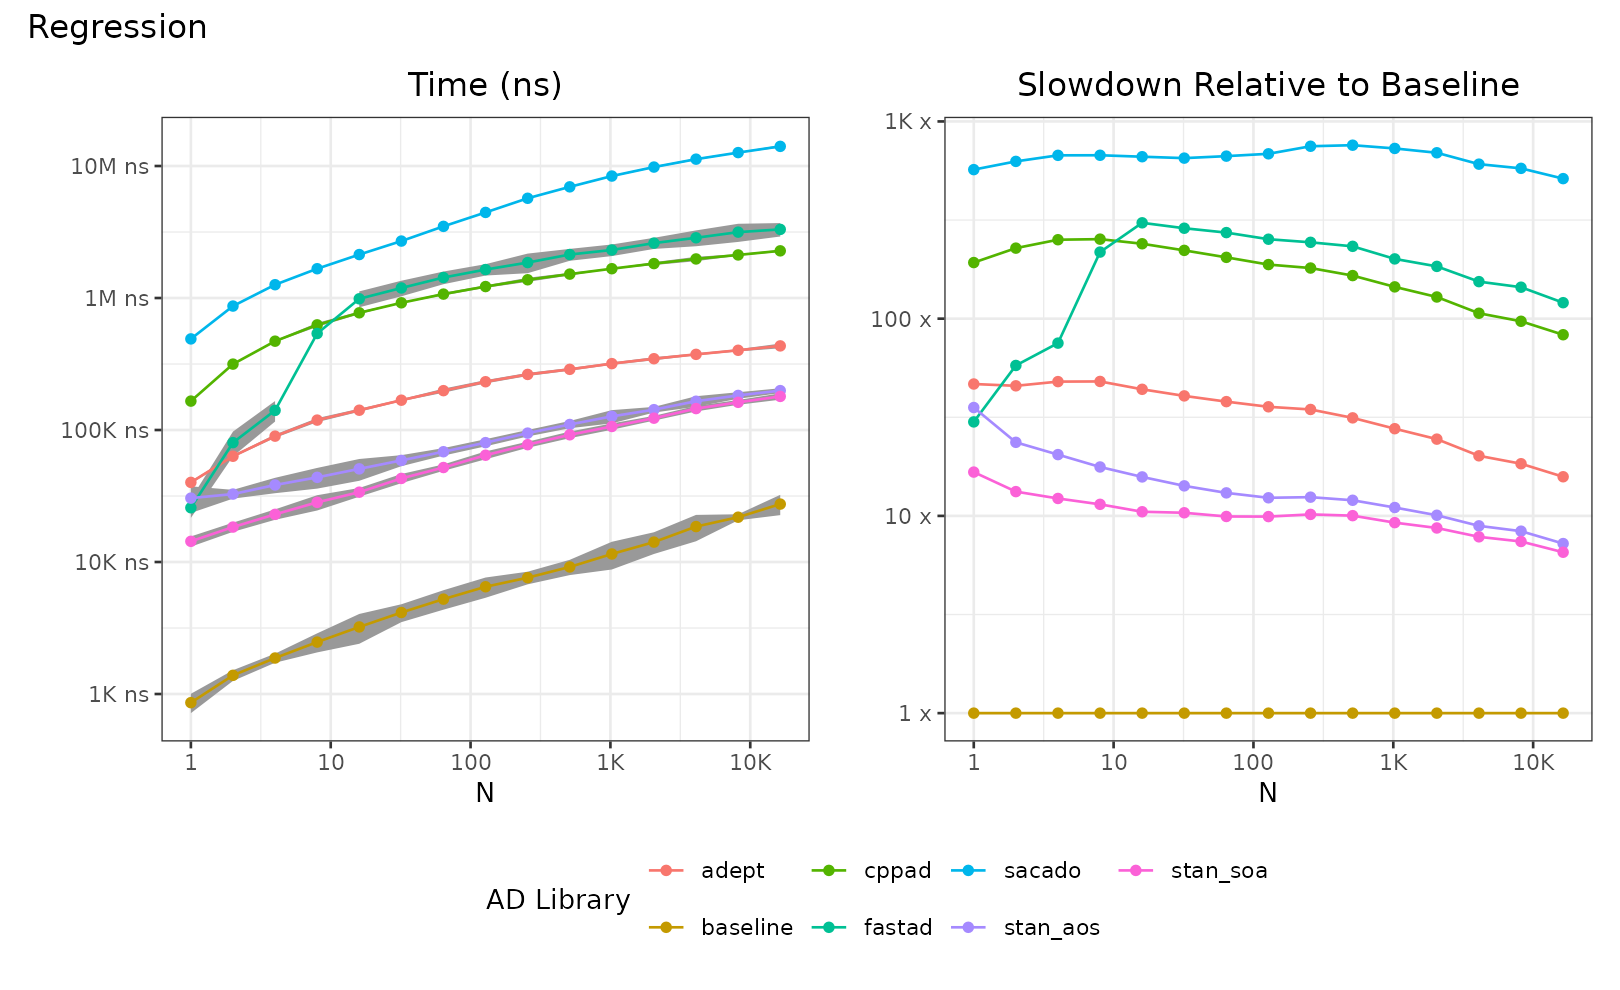 Regression
Time (ns)
10M ns
1M ns
100K ns
10K ns
1K ns
1 10 100 1K 10K
N
Slowdown Relative to Baseline
1K x
100 x
10 x
1 x
1 10 100 1K 10K
N
AD Library
adept cppad sacado stan_soa
baseline fastad stan_aos